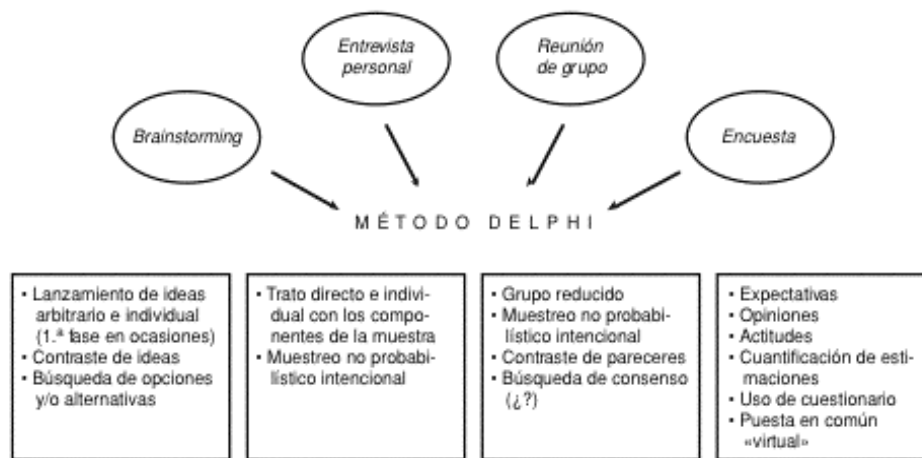 Entrevista
personal
Reunión
de grupo
Brainstorming
Encuesta
MÉTODO DELPHI
• Lanzamiento de ideas
arbitrario e individual
(1.ª fase en ocasiones)
• Contraste de ideas
• Búsqueda de opciones
y/o alternativas
• Trato directo e indivi-
dual con los compo-
nentes de la muestra
• Muestreo no probabi-
lístico intencional
• Grupo reducido
• Muestreo no probabi-
lístico intencional
• Contraste de pareceres
• Búsqueda de consenso
(¿?)
• Expectativas
• Opiniones
• Actitudes
• Cuantificación de esti-
maciones
• Uso de cuestionario
• Puesta en común
«virtual»